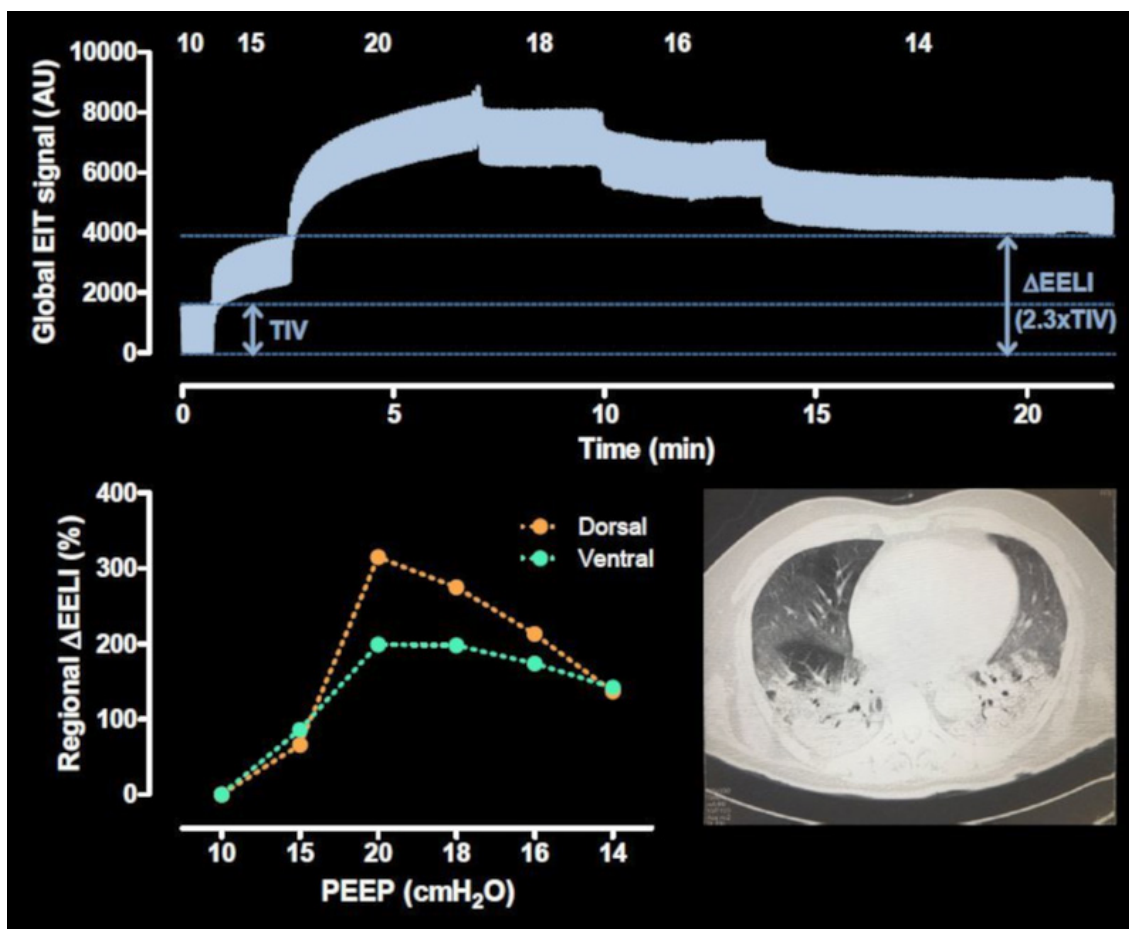 10 15 20 18 16 14
Global EIT signal (AU)
10000
8000
6000
4000
2000
0
TIV
ΔEELI
(2.3xTIV)
0 5 10 15 20
Time (min)
Regional ΔEELI (%)
400
300
200
100
0
Dorsal
Ventral
10 15 20 18 16 14
PEEP (cmH₂O)